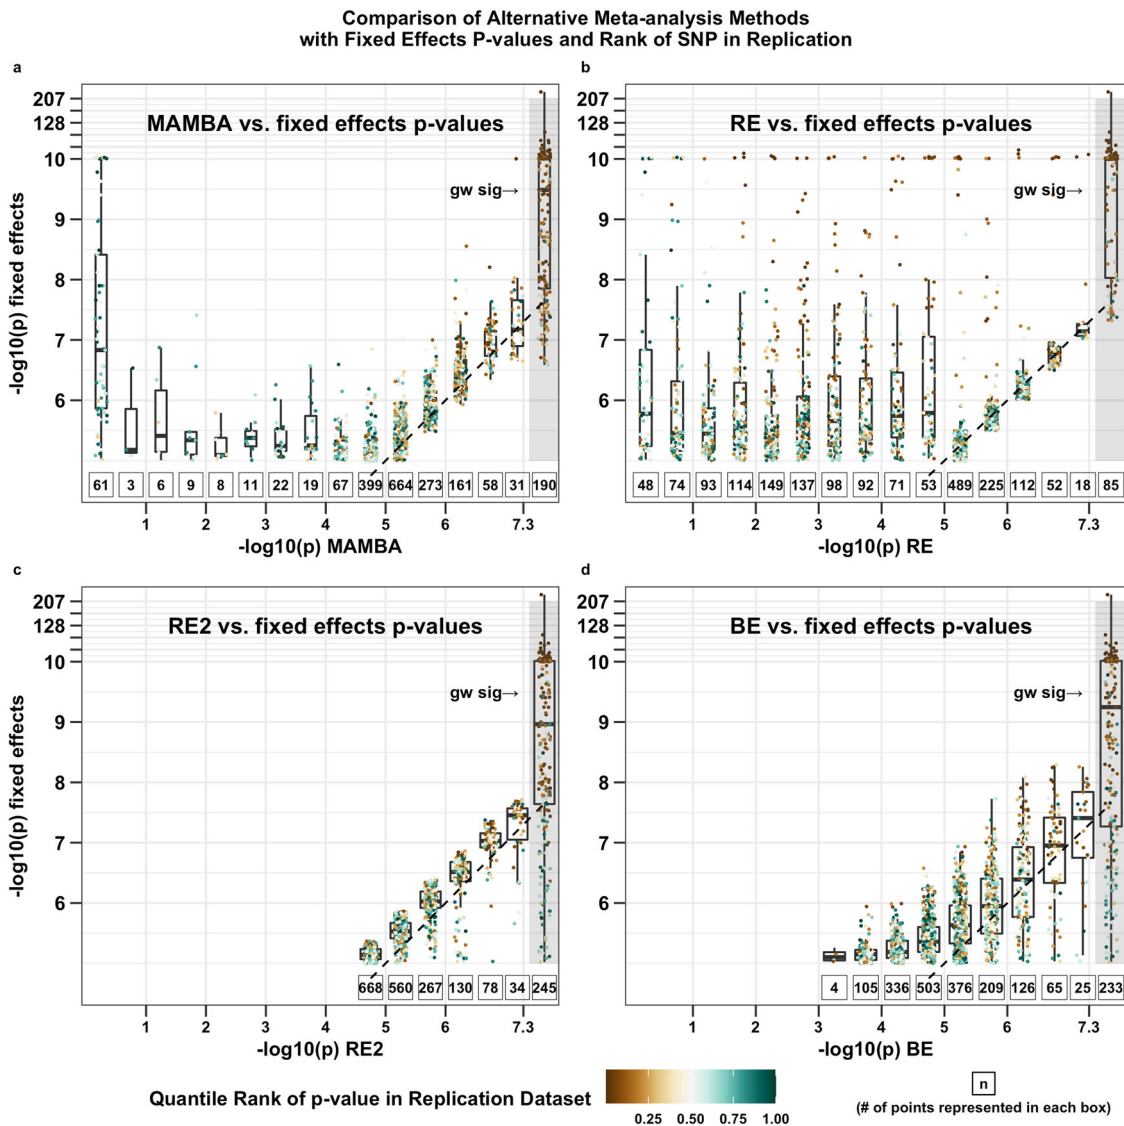 Comparison of Alternative Meta-analysis Methods
with Fixed Effects P-values and Rank of SNP in Replication
a
MAMBA vs. fixed effects p-values
gw sig→
-log10(p) fixed effects
207
128
10
9
8
7
6
61 3 6 9 8 11 22 19 67 399 664 273 161 58 31 190
1 2 3 4 5 6 7.3
-log10(p) MAMBA
b
RE vs. fixed effects p-values
gw sig→
207
128
10
9
8
7
6
48 74 93 114 149 137 98 92 71 53 489 225 112 52 18 85
1 2 3 4 5 6 7.3
-log10(p) RE
c
RE2 vs. fixed effects p-values
gw sig→
-log10(p) fixed effects
207
128
10
9
8
7
6
668 560 267 130 78 34 245
1 2 3 4 5 6 7.3
-log10(p) RE2
d
BE vs. fixed effects p-values
gw sig→
207
128
10
9
8
7
6
4 105 336 503 376 209 126 65 25 233
1 2 3 4 5 6 7.3
-log10(p) BE
Quantile Rank of p-value in Replication Dataset
0.25 0.50 0.75 1.00
n
(# of points represented in each box)